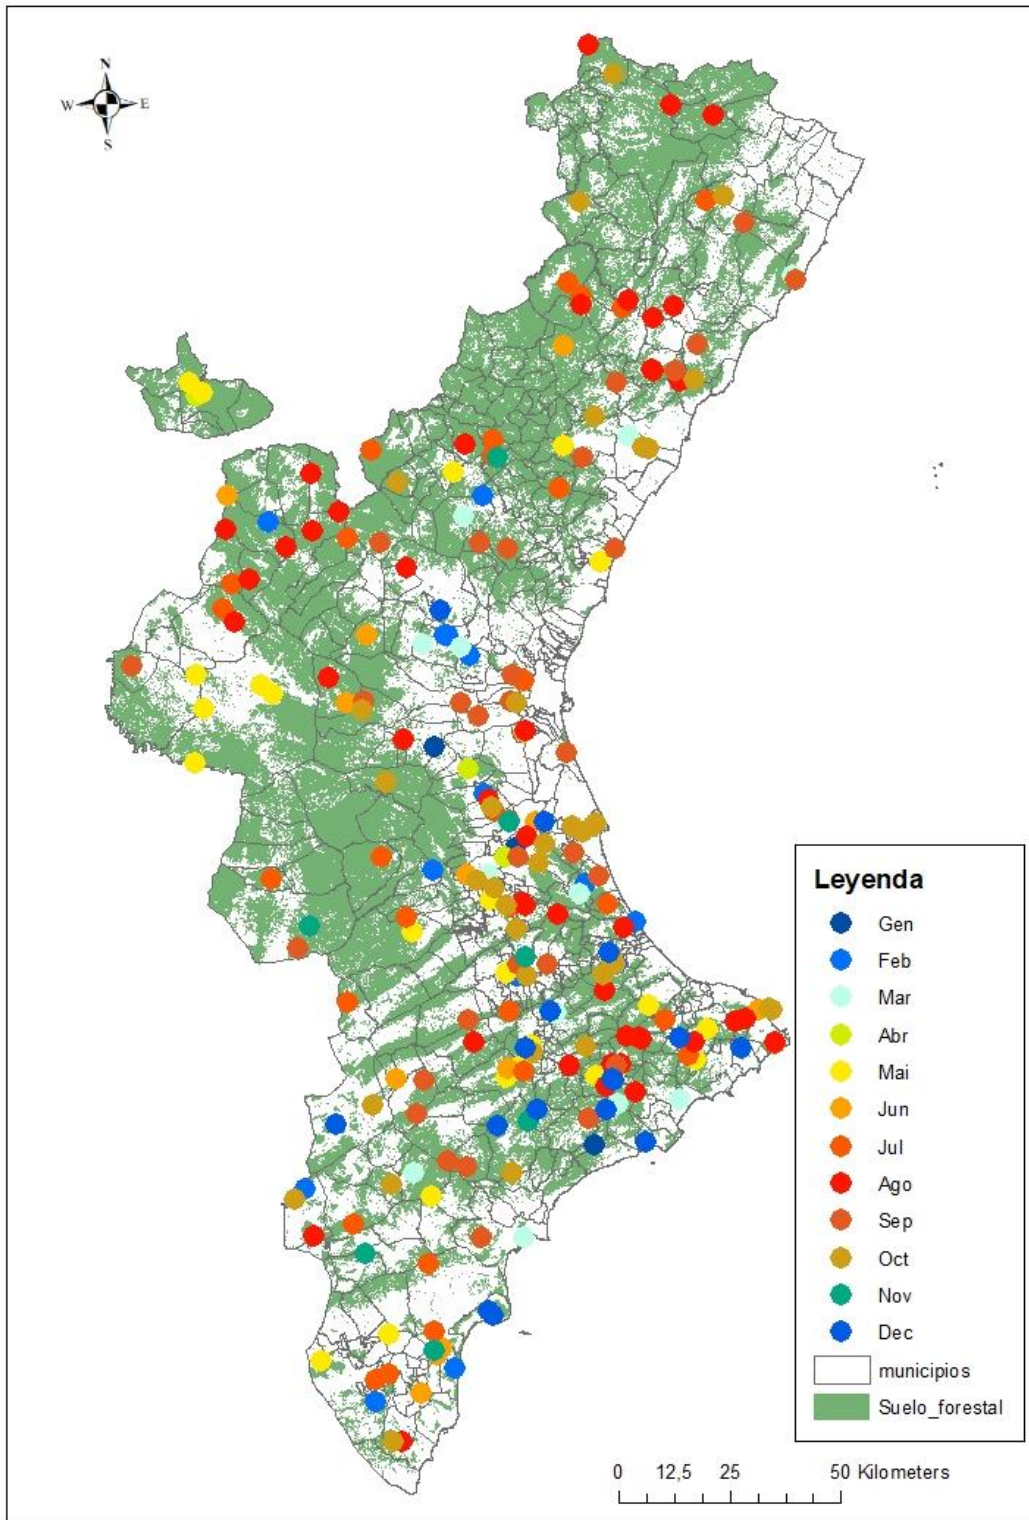 N
W E
S
Leyenda
Gen
Feb
Mar
Abr
Mai
Jun
Jul
Ago
Sep
Oct
Nov
Dec
municipios
Suelo_forestal
0 12,5 25 50 Kilometers